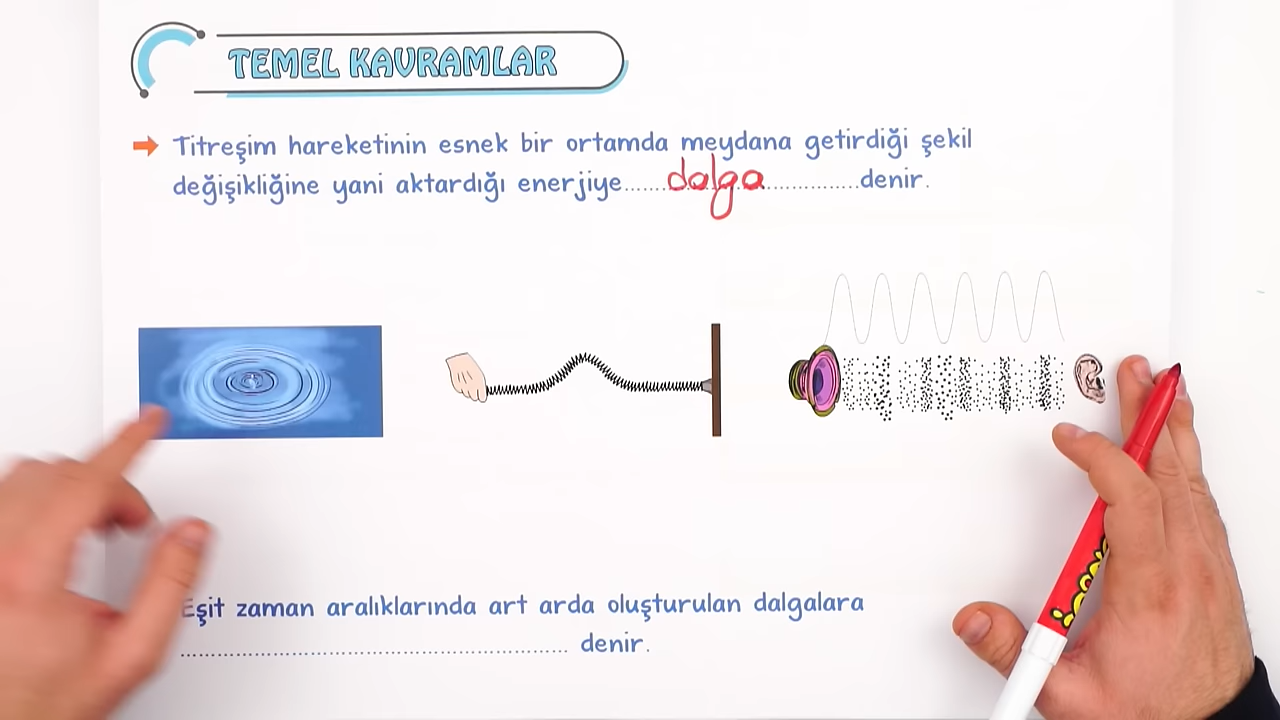 TEMEL KAVRAMLAR
Titreşim hareketinin esnek bir ortamda meydana getirdiği şekil
değişikliğine yani aktardığı enerjiye......dalga..................denir.
Eşit zaman aralıklarında art arda oluşturulan dalgalara
................................................................ denir.